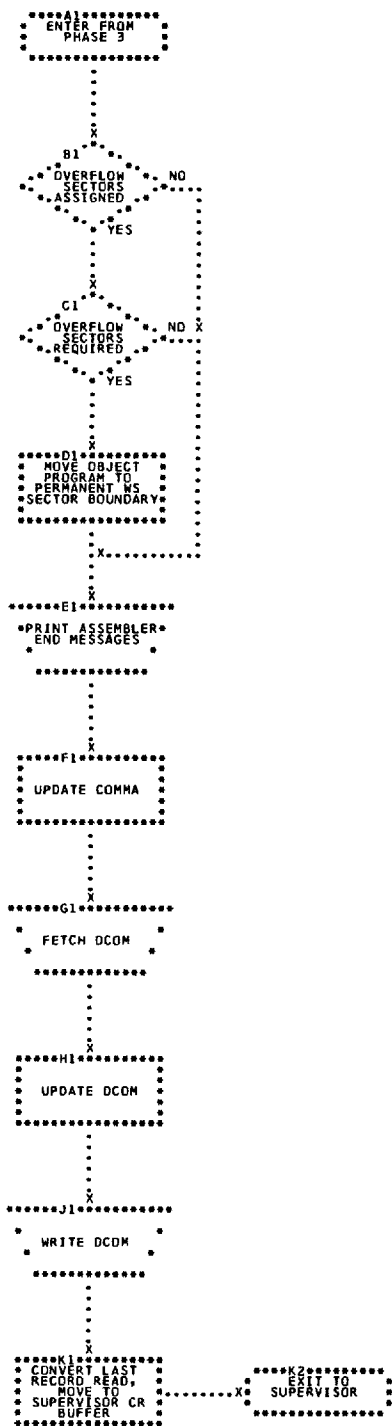 A1
ENTER FROM
PHASE 3
X
B1
OVERFLOW
SECTORS
ASSIGNED
NO
YES
X
C1
OVERFLOW
SECTORS
REQUIRED
NO
X
YES
X
D1
MOVE OBJECT
PROGRAM TO
PERMANENT WS
SECTOR BOUNDARY
X
X
E1
PRINT ASSEMBLER
END MESSAGES
X
F1
UPDATE COMMA
X
G1
FETCH DCOM
X
H1
UPDATE DCOM
X
J1
WRITE DCOM
X
K1
CONVERT LAST
RECORD READ,
MOVE TO
SUPERVISOR CR
BUFFER
X
K2
EXIT TO
SUPERVISOR